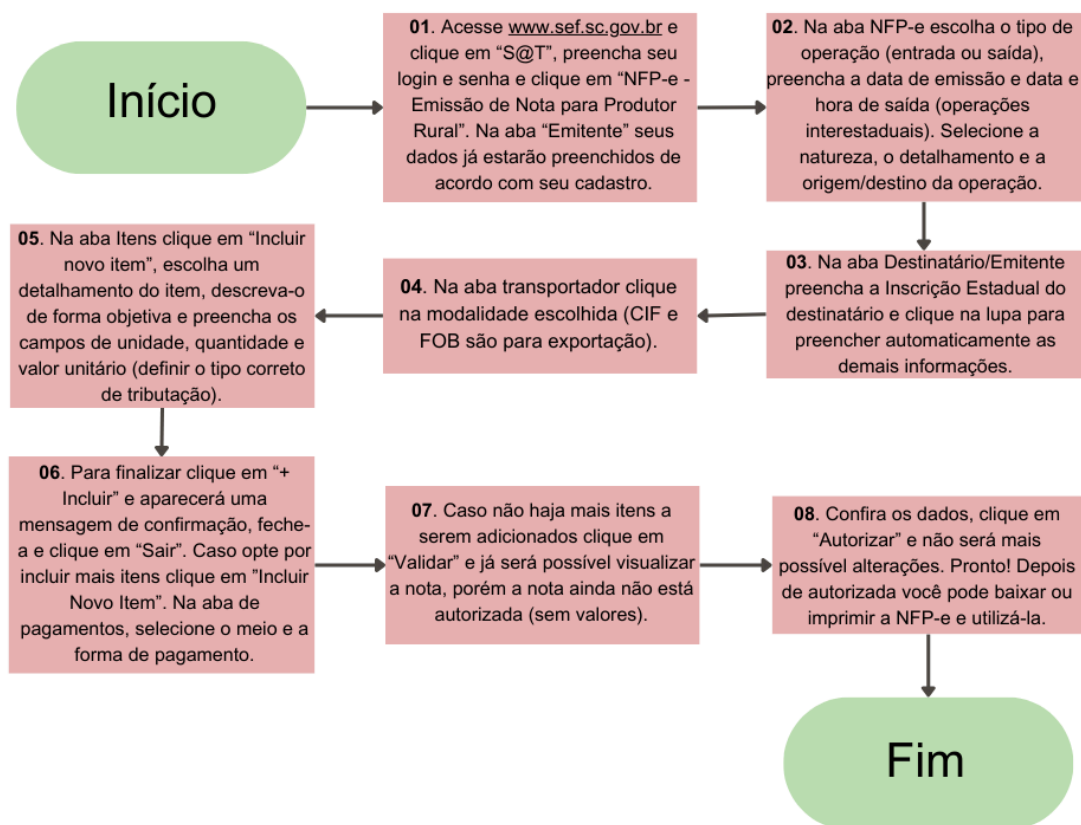 Início
01. Acesse www.sef.sc.gov.br e
clique em “S@T”, preencha seu
login e senha e clique em “NFP-e -
Emissão de Nota para Produtor
Rural”. Na aba “Emitente” seus
dados já estarão preenchidos de
acordo com seu cadastro.
02. Na aba NFP-e escolha o tipo de
operação (entrada ou saída),
preencha a data de emissão e data e
hora de saída (operações
interestaduais). Selecione a
natureza, o detalhamento e a
origem/destino da operação.
03. Na aba Destinatário/Emitente
preencha a Inscrição Estadual do
destinatário e clique na lupa para
preencher automaticamente as
demais informações.
04. Na aba transportador clique
na modalidade escolhida (CIF e
FOB são para exportação).
05. Na aba Itens clique em “Incluir
novo item”, escolha um
detalhamento do item, descreva-o
de forma objetiva e preencha os
campos de unidade, quantidade e
valor unitário (definir o tipo correto
de tributação).
06. Para finalizar clique em “+
Incluir” e aparecerá uma
mensagem de confirmação, feche-
a e clique em “Sair”. Caso opte por
incluir mais itens clique em ”Incluir
Novo Item”. Na aba de
pagamentos, selecione o meio e a
forma de pagamento.
07. Caso não haja mais itens a
serem adicionados clique em
“Validar” e já será possível visualizar
a nota, porém a nota ainda não está
autorizada (sem valores).
08. Confira os dados, clique em
“Autorizar” e não será mais
possível alterações. Pronto! Depois
de autorizada você pode baixar ou
imprimir a NFP-e e utilizá-la.
Fim